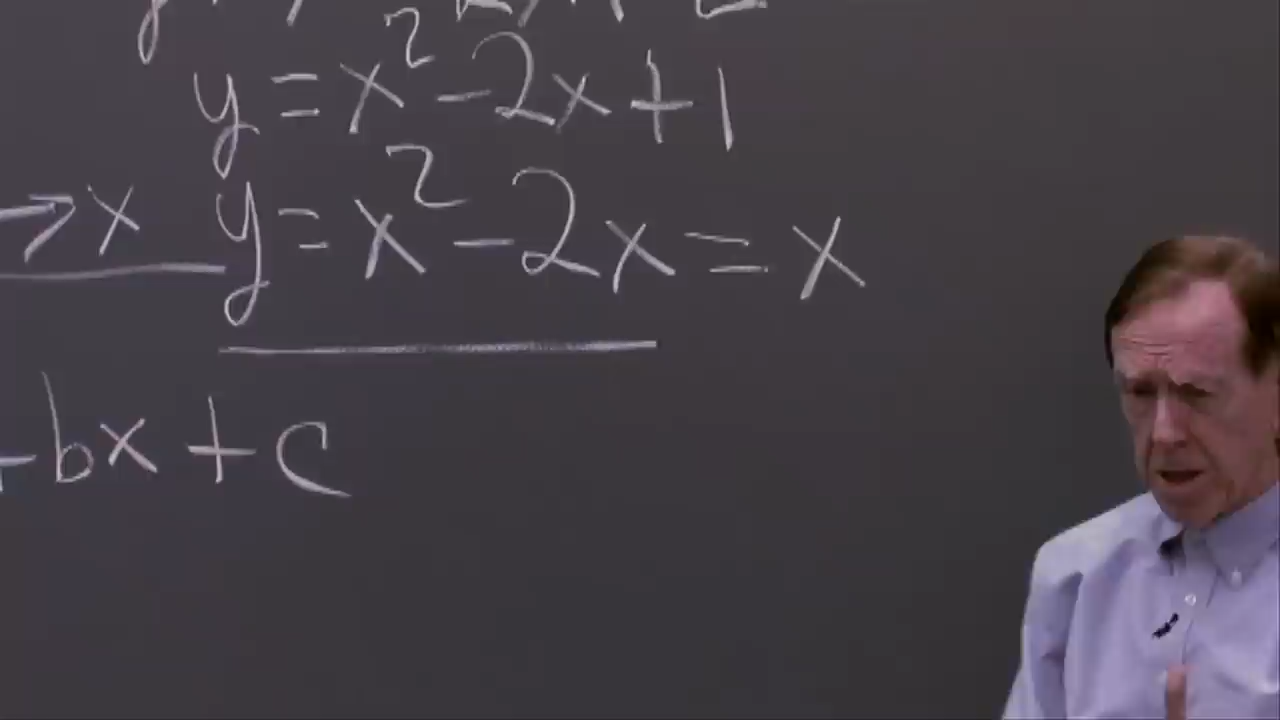 y = x² - 2x + 1
→ x
y = x² - 2x = x
+ bx + c